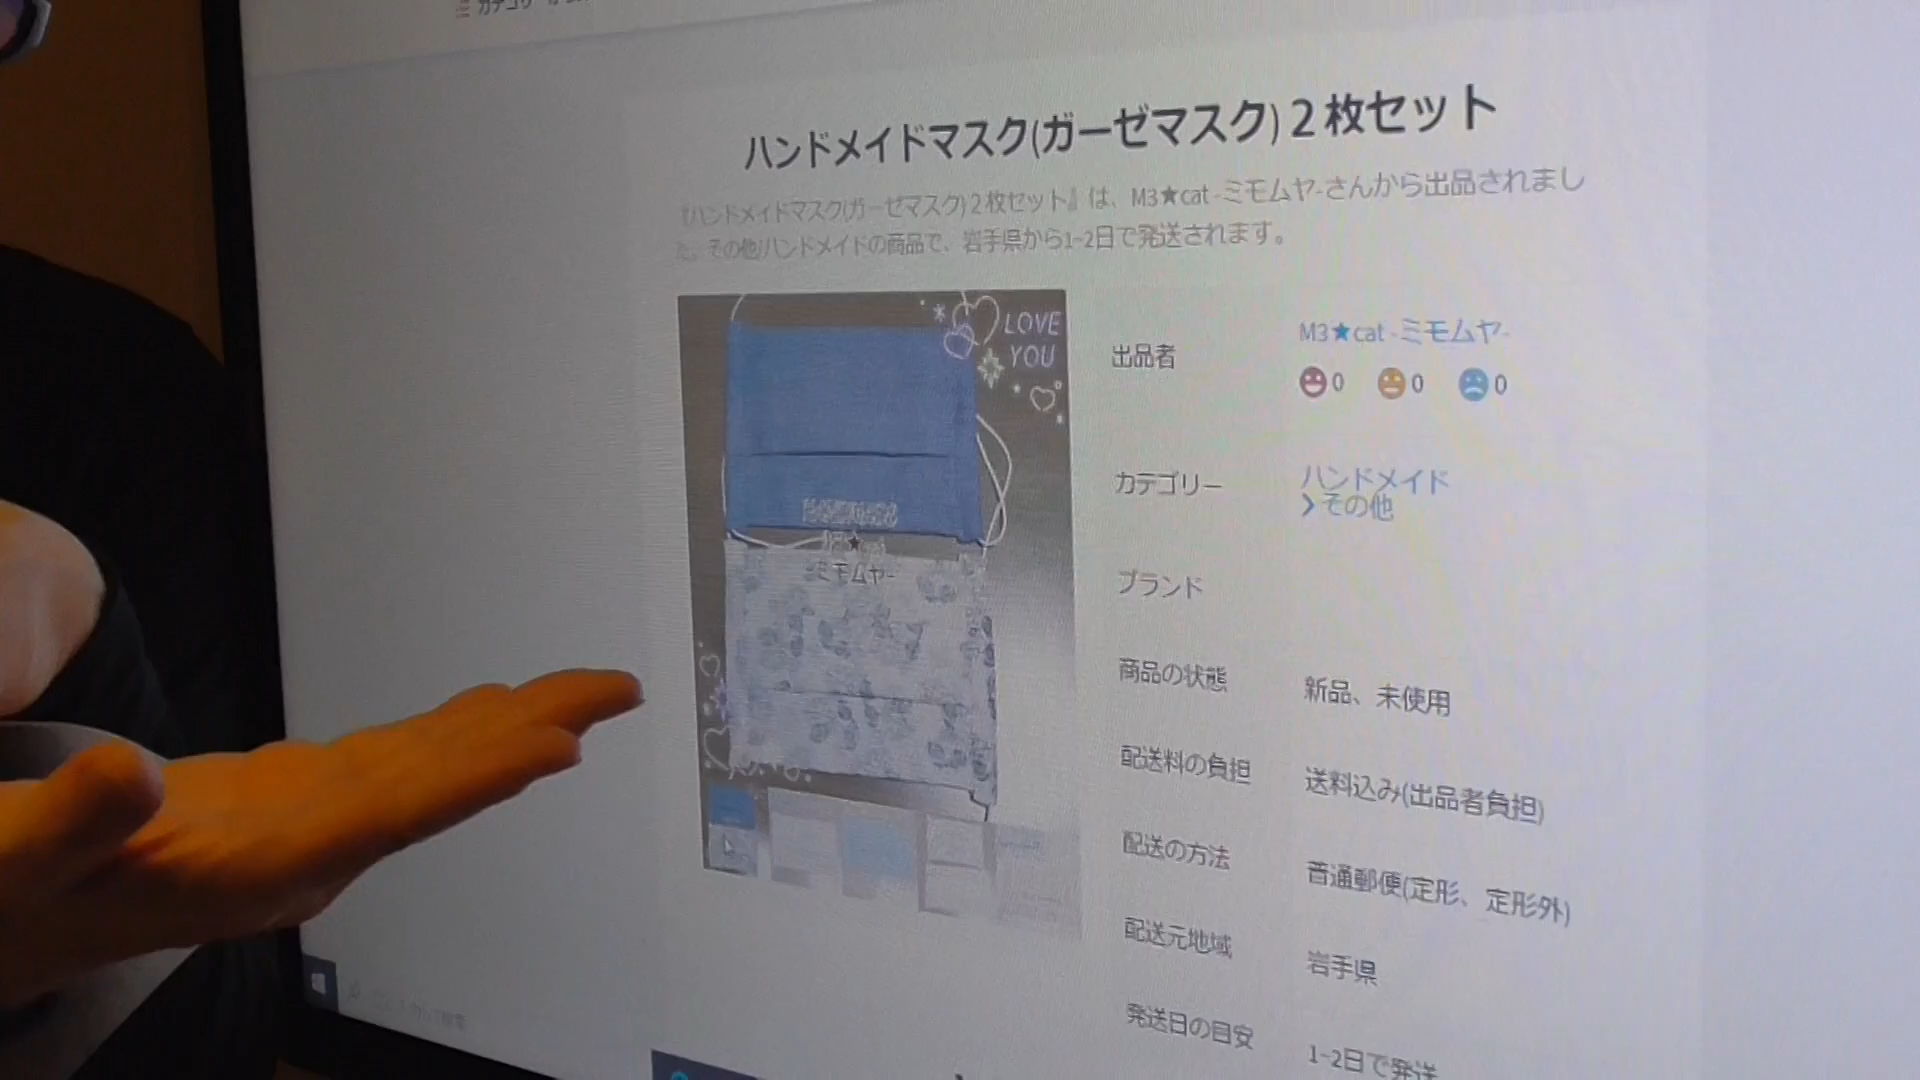 ハンドメイドマスク(ガーゼマスク)２枚セット
『ハンドメイドマスク(ガーゼマスク)２枚セット』は、M3★cat -ミモムヤ-さんから出品されまし
た。その他/ハンドメイドの商品で、岩手県から1~2日で発送されます。
LOVE
YOU
-ミモムヤ-
出品者
M3★cat -ミモムヤ-
0 0 0
カテゴリー
ハンドメイド
その他
ブランド
商品の状態
新品、未使用
配送料の負担
送料込み(出品者負担)
配送の方法
普通郵便(定形、定形外)
配送元地域
岩手県
発送日の目安
1~2日で発送